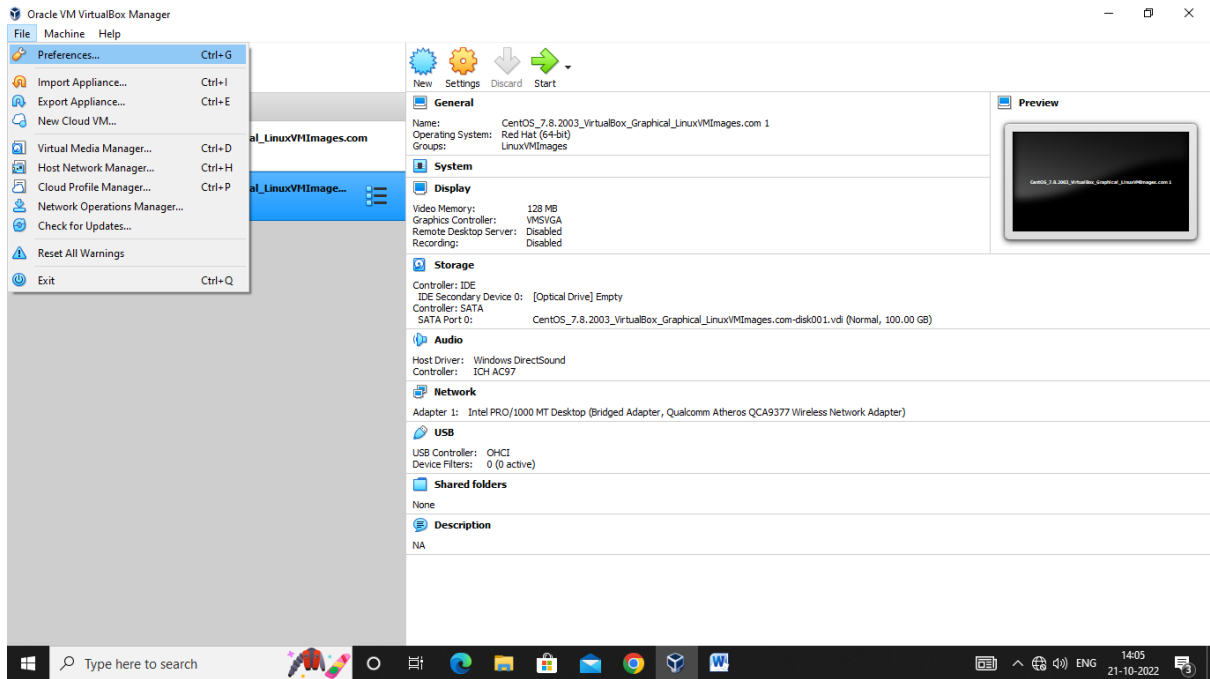 Oracle VM VirtualBox Manager
File Machine Help
Preferences... Ctrl+G
Import Appliance... Ctrl+I
Export Appliance... Ctrl+E
New Cloud VM...
Virtual Media Manager... Ctrl+D
Host Network Manager... Ctrl+H
Cloud Profile Manager... Ctrl+P
Network Operations Manager...
Check for Updates...
Reset All Warnings
Exit Ctrl+Q
al_LinuxVMImages.com
al_LinuxVMImage...
New Settings Discard Start
General
Name: CentOS_7.8.2003_VirtualBox_Graphical_LinuxVMImages.com 1
Operating System: Red Hat (64-bit)
Groups: LinuxVMImages
System
Display
Video Memory: 128 MB
Graphics Controller: VMSVGA
Remote Desktop Server: Disabled
Recording: Disabled
Storage
Controller: IDE
IDE Secondary Device 0: [Optical Drive] Empty
Controller: SATA
SATA Port 0: CentOS_7.8.2003_VirtualBox_Graphical_LinuxVMImages.com-disk001.vdi (Normal, 100.00 GB)
Audio
Host Driver: Windows DirectSound
Controller: ICH AC97
Network
Adapter 1: Intel PRO/1000 MT Desktop (Bridged Adapter, Qualcomm Atheros QCA9377 Wireless Network Adapter)
USB
USB Controller: OHCI
Device Filters: 0 (0 active)
Shared folders
None
Description
NA
Preview
CentOS_7.8.2003_VirtualBox_Graphical_LinuxVMImages.com 1
Type here to search
W
ENG
14:05
21-10-2022
3